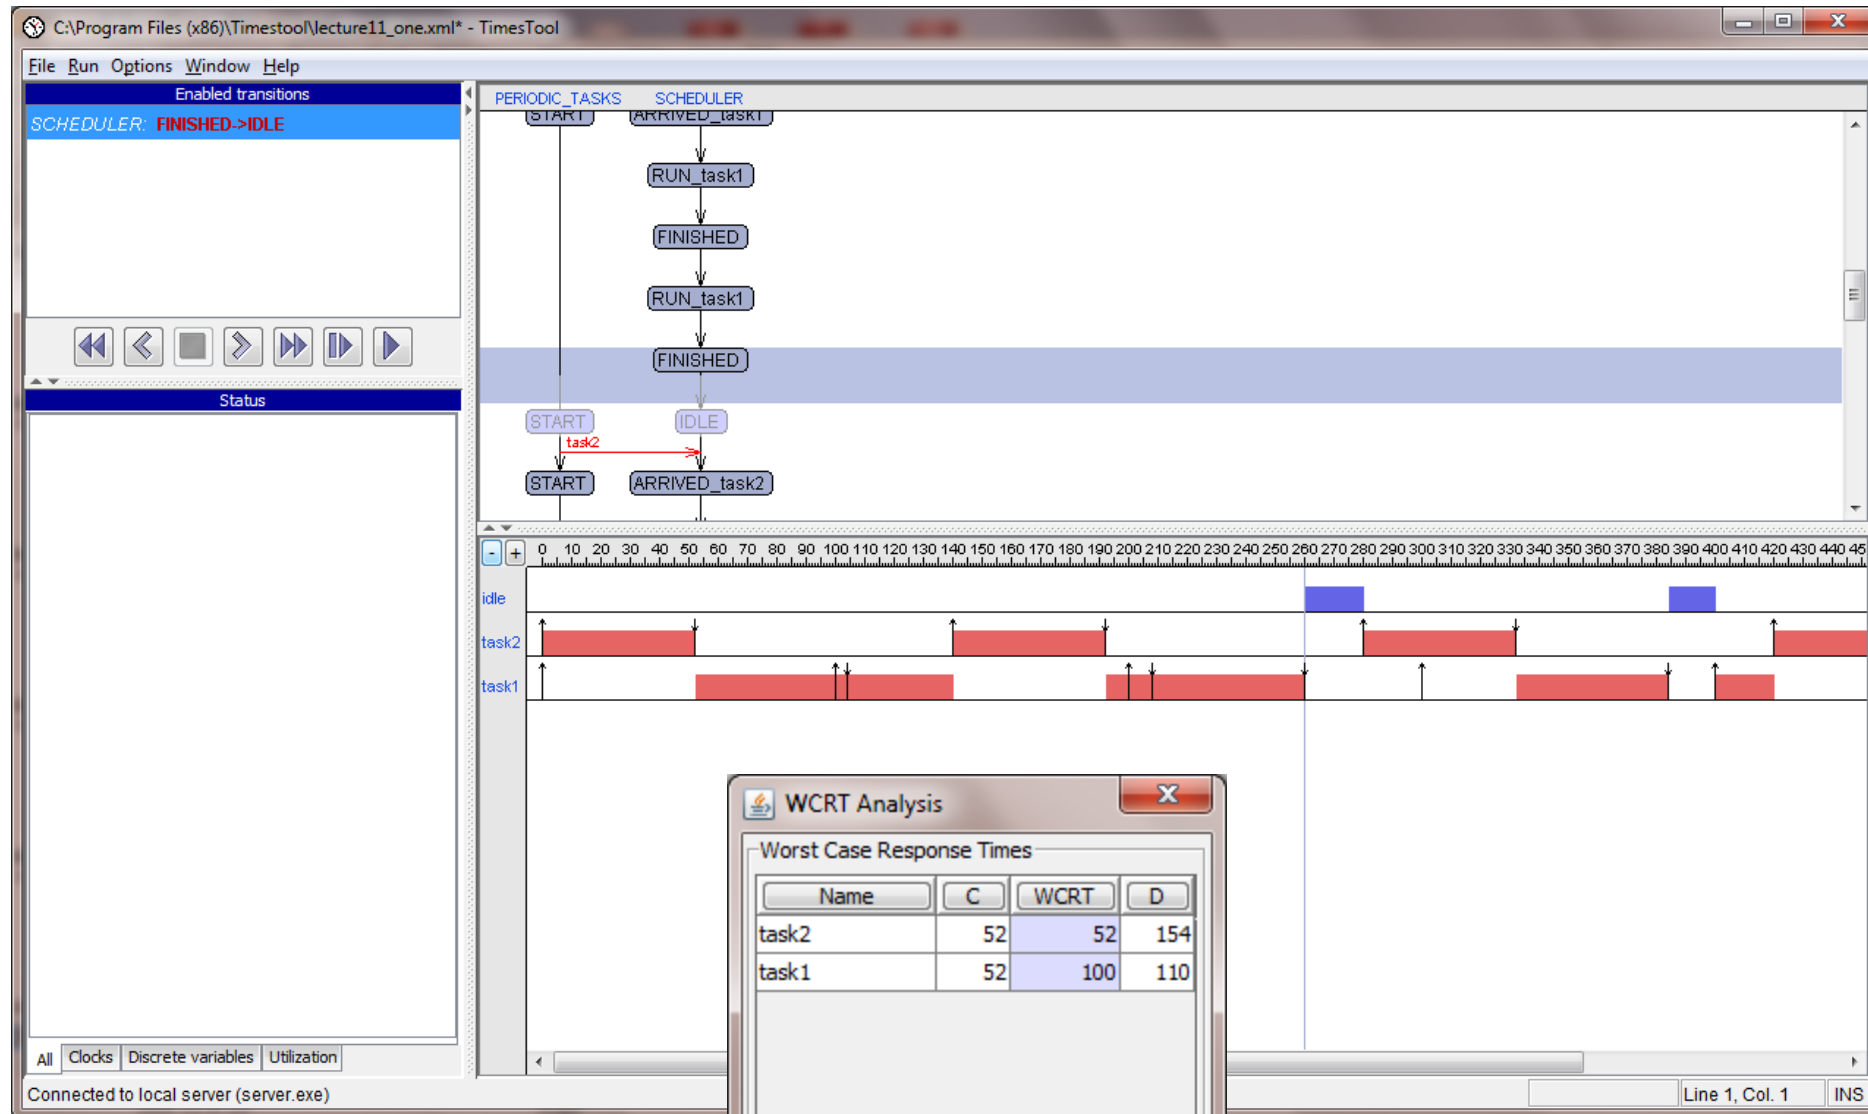 C:\Program Files (x86)\Timestool\lecture11_one.xml* - TimesTool
File Run Options Window Help
Enabled transitions
SCHEDULER: FINISHED->IDLE
Status
All Clocks Discrete variables Utilization
PERIODIC_TASKS SCHEDULER
START ARRIVED_task1
RUN_task1
FINISHED
RUN_task1
FINISHED
START IDLE
task2
START ARRIVED_task2
- + 0 10 20 30 40 50 60 70 80 90 100 110 120 130 140 150 160 170 180 190 200 210 220 230 240 250 260 270 280 290 300 310 320 330 340 350 360 370 380 390 400 410 420 430 440 45
idle
task2
task1
WCRT Analysis
Worst Case Response Times
Name C WCRT D
task2 52 52 154
task1 52 100 110
Connected to local server (server.exe) Line 1, Col. 1 INS